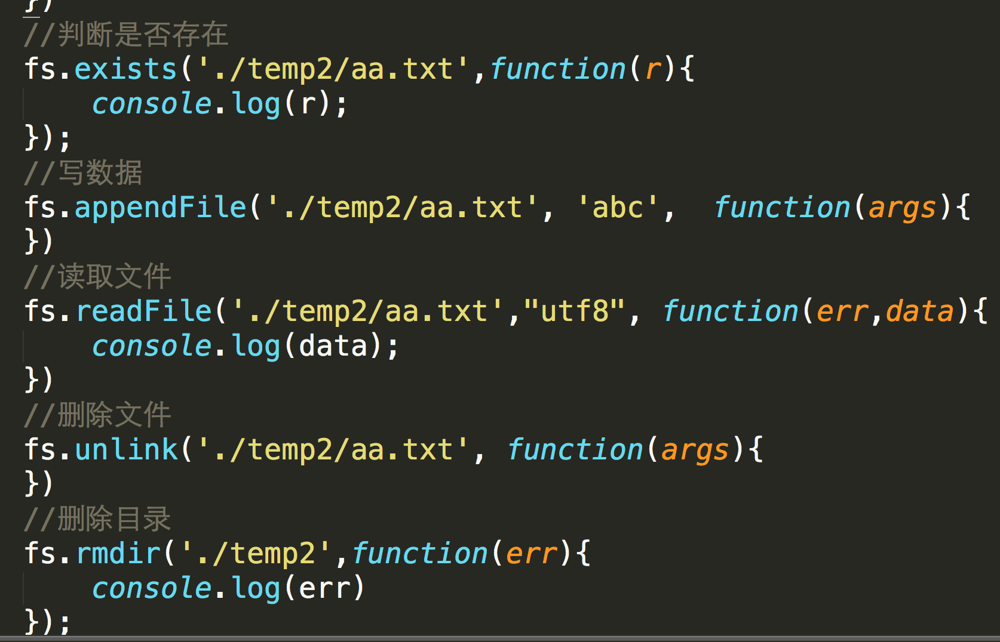 })
//判断是否存在
fs.exists('./temp2/aa.txt',function(r){
    console.log(r);
});
//写数据
fs.appendFile('./temp2/aa.txt', 'abc',  function(args){
})
//读取文件
fs.readFile('./temp2/aa.txt',"utf8", function(err,data){
    console.log(data);
})
//删除文件
fs.unlink('./temp2/aa.txt', function(args){
})
//删除目录
fs.rmdir('./temp2',function(err){
    console.log(err)
});